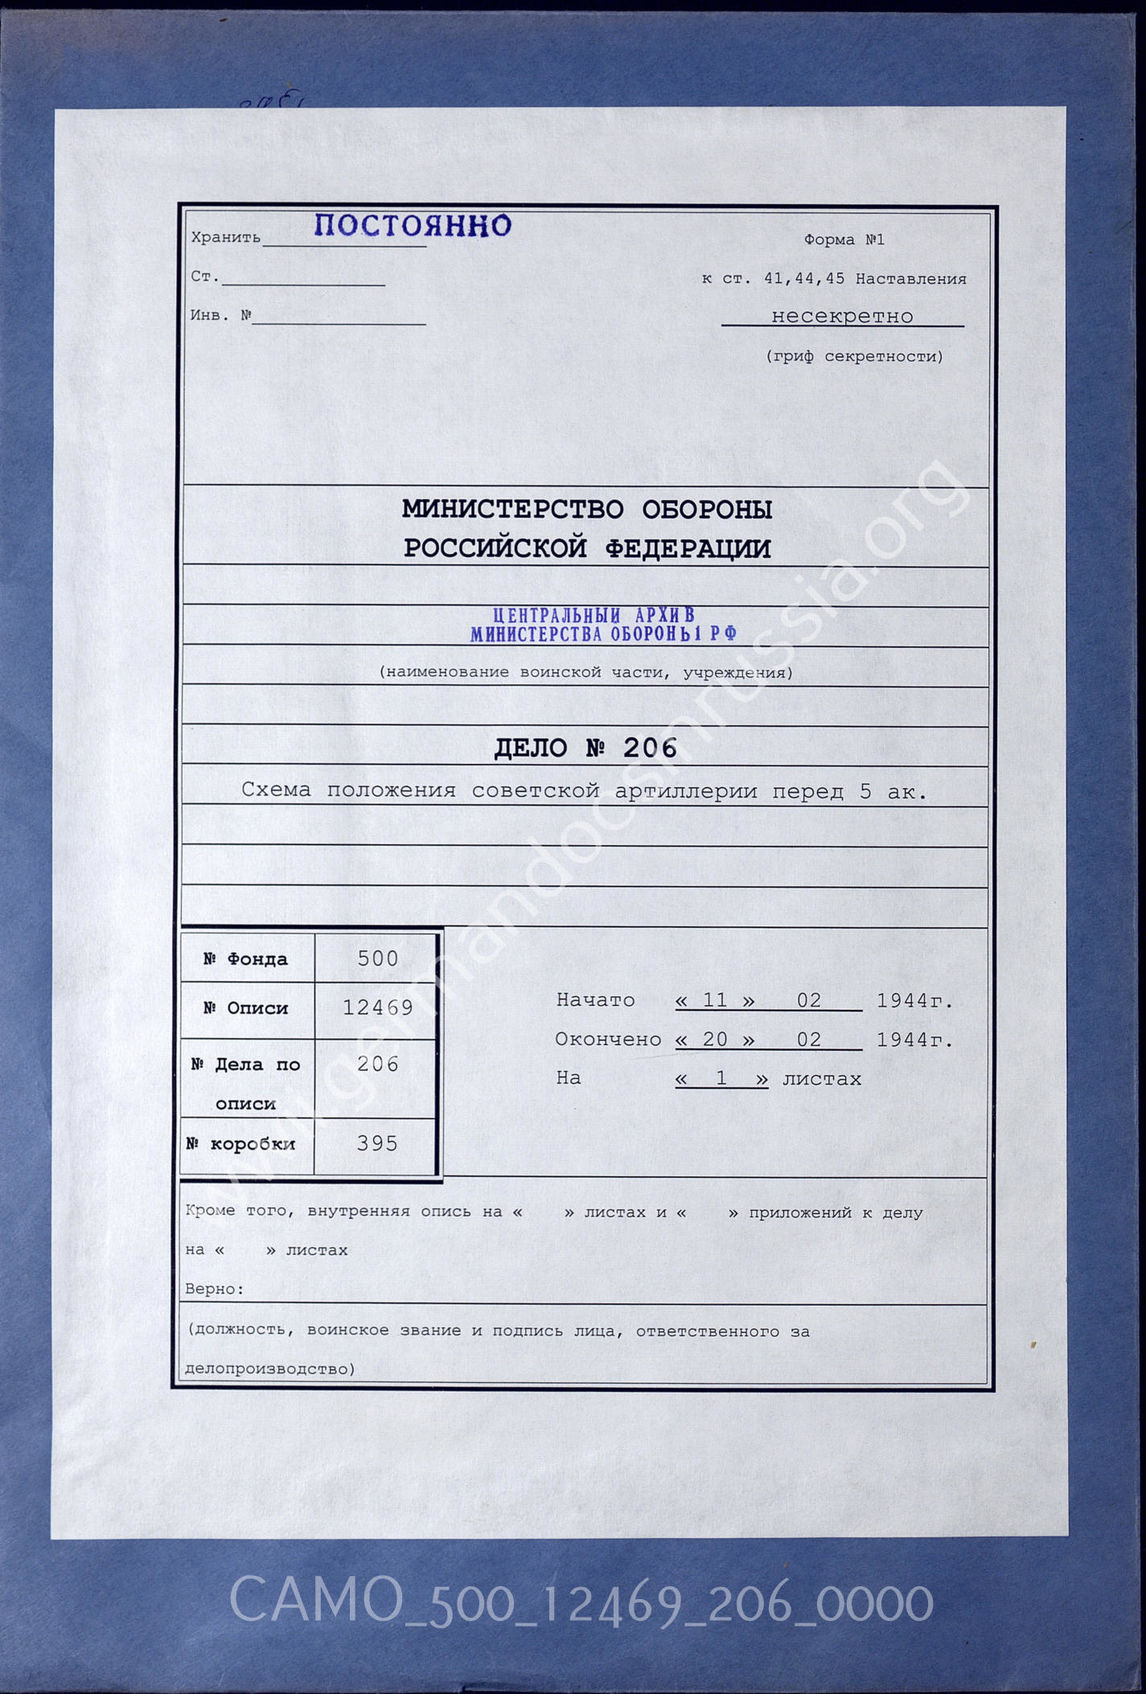 Хранить ПОСТОЯННО
Форма №1
Ст.
к ст. 41,44,45 Наставления
Инв. №
несекретно
(гриф секретности)
МИНИСТЕРСТВО ОБОРОНЫ
РОССИЙСКОЙ ФЕДЕРАЦИИ
ЦЕНТРАЛЬНЫЙ АРХИВ
МИНИСТЕРСТВА ОБОРОНЫ РФ
(наименование воинской части, учреждения)
ДЕЛО № 206
Схема положения советской артиллерии перед 5 ак.
№ Фонда 500
№ Описи 12469
№ Дела по описи 206
№ коробки 395
Начато « 11 » 02 1944г.
Окончено « 20 » 02 1944г.
На « 1 » листах
Кроме того, внутренняя опись на « » листах и « » приложений к делу
на « » листах
Верно:
(должность, воинское звание и подпись лица, ответственного за
делопроизводство)
www.germandocsinrussia.org
CAMO_500_12469_206_0000